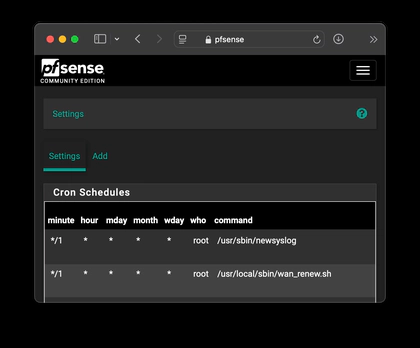 pfsense
pfsense
COMMUNITY EDITION
Settings
Settings Add
Cron Schedules
minute hour mday month wday who command
*/1 * * * * root /usr/sbin/newsyslog
*/1 * * * * root /usr/local/sbin/wan_renew.sh